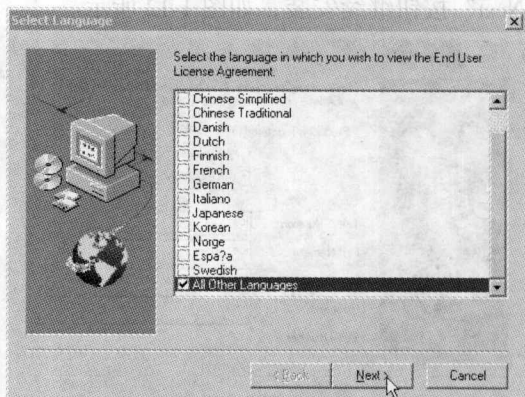 Select Language
Select the language in which you wish to view the End User
License Agreement.
Chinese Simplified
Chinese Traditional
Danish
Dutch
Finnish
French
German
Italiano
Japanese
Korean
Norge
Espa?a
Swedish
All Other Languages
< Back
Next >
Cancel